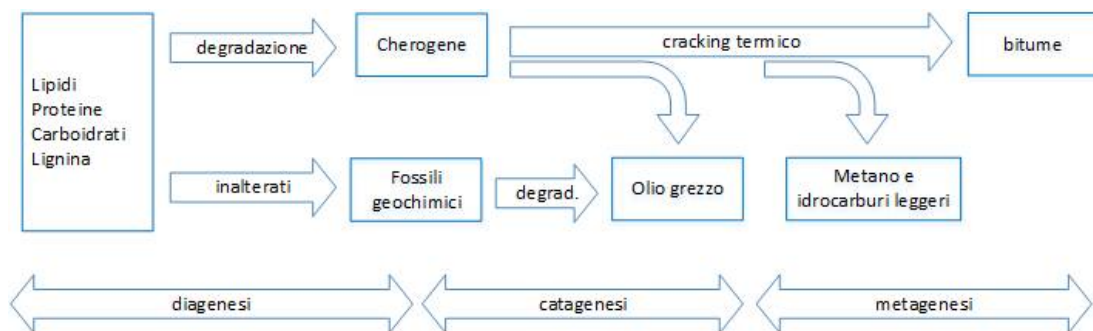 degradazione
Cherogene
cracking termico
bitume
Lipidi
Proteine
Carboidrati
Lignina
inalterati
Fossili
geochimici
degrad.
Olio grezzo
Metano e
idrocarburi leggeri
diagenesi
catagenesi
metagenesi